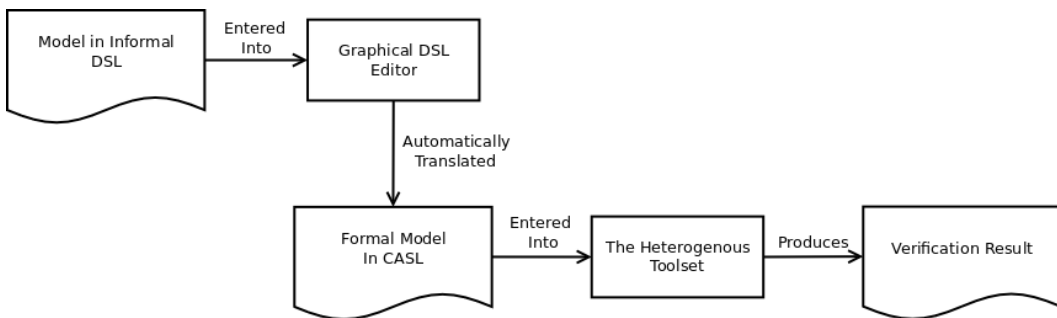 Model in Informal
DSL
Entered
Into
Graphical DSL
Editor
Automatically
Translated
Formal Model
In CASL
Entered
Into
The Heterogenous
Toolset
Produces
Verification Result